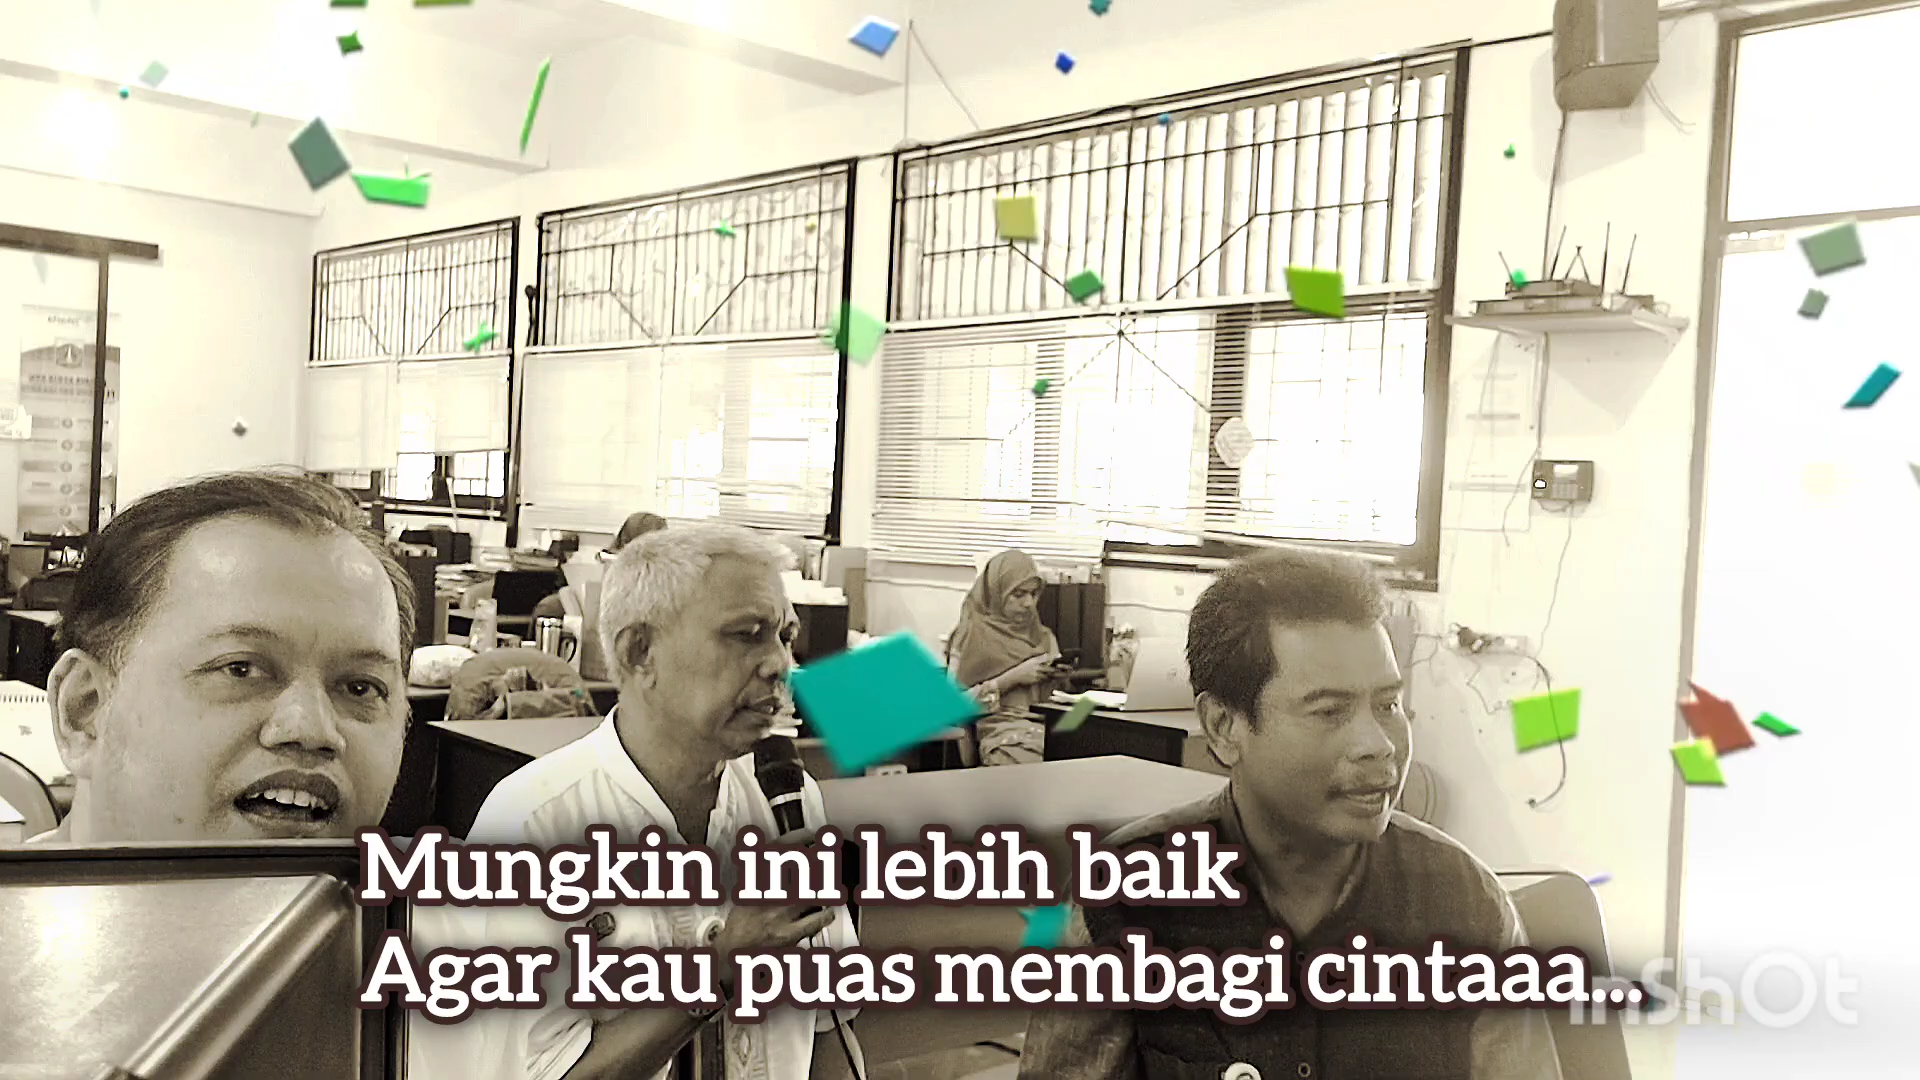 Mungkin ini lebih baik
Agar kau puas membagi cintaaa...
InShOt